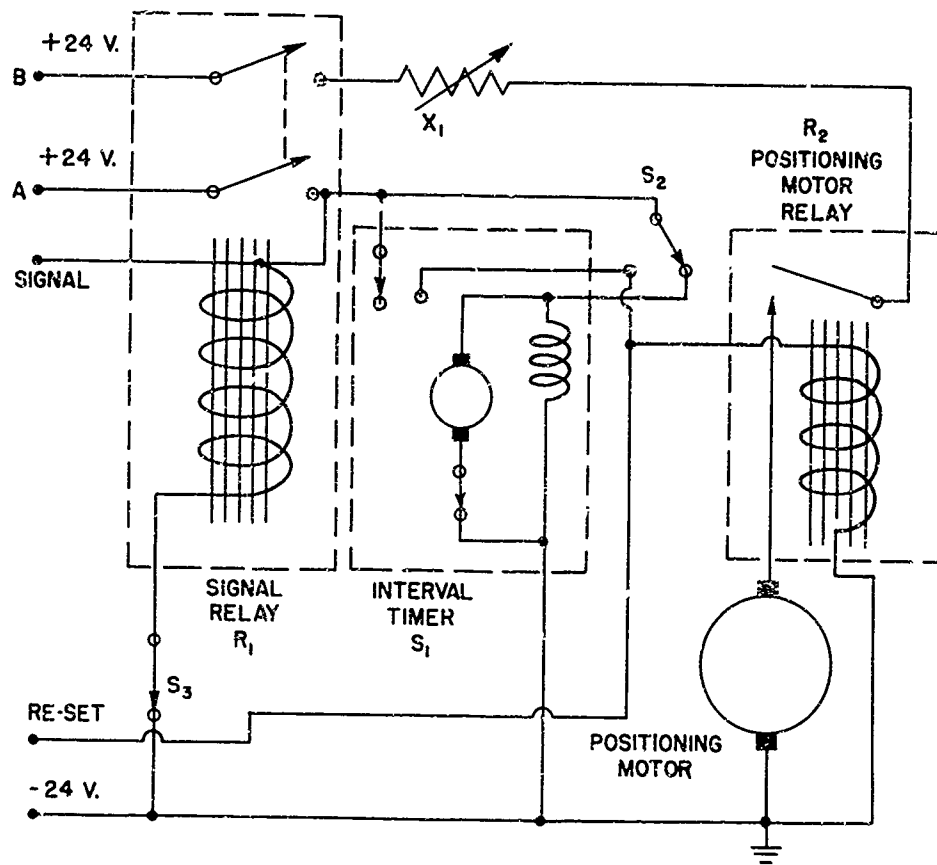 +24 V.
B
X1
+24 V.
A
SIGNAL
S2
R2
POSITIONING
MOTOR
RELAY
SIGNAL
RELAY
R1
INTERVAL
TIMER
S1
S3
RE-SET
POSITIONING
MOTOR
-24 V.